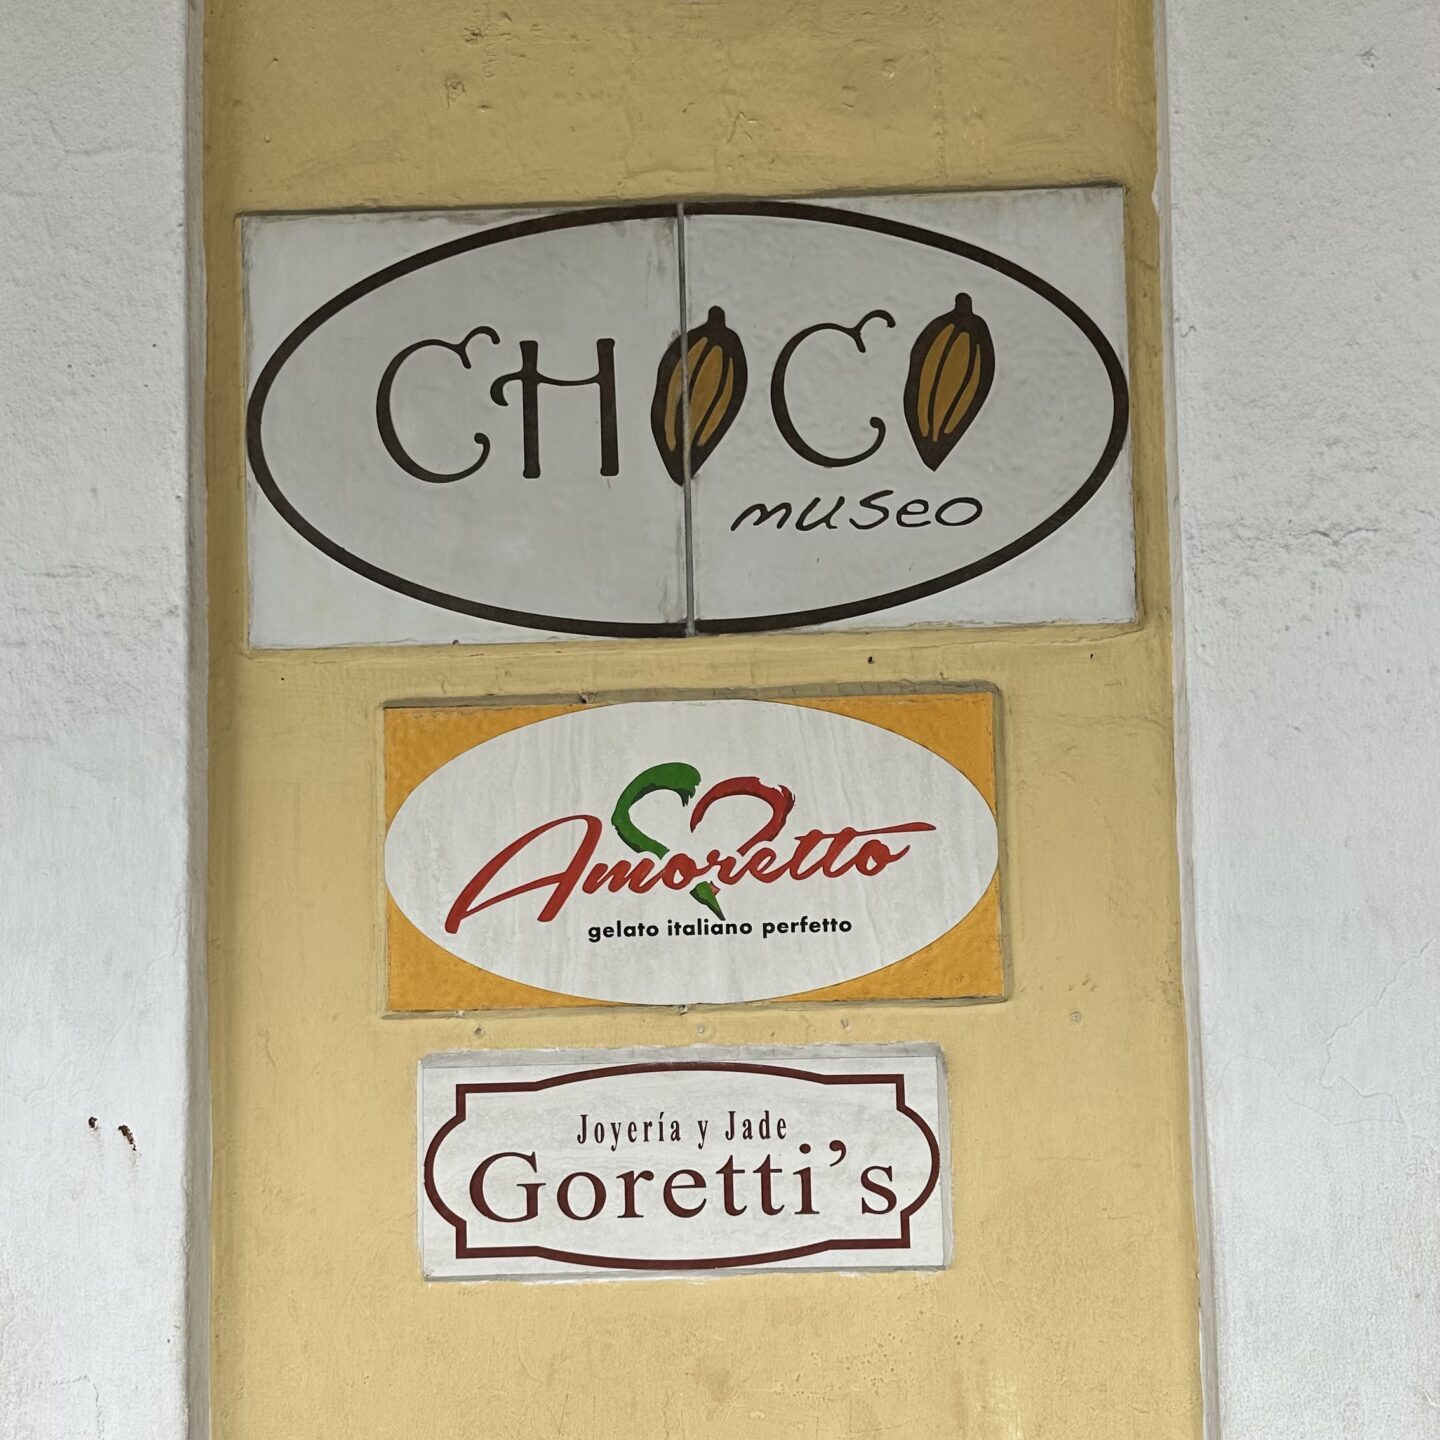 CHOCO
museo
Amoretto
gelato italiano perfetto
Joyería y Jade
Goretti's